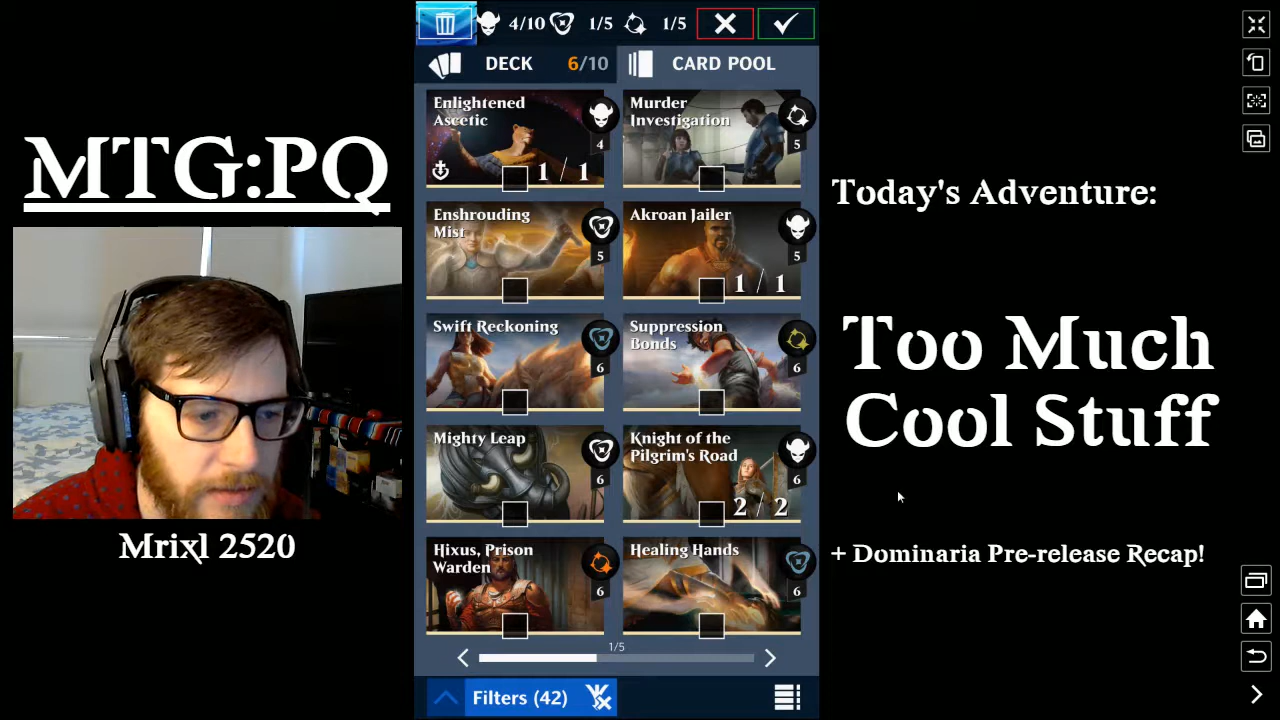 MTG:PQ
Mrixl 2520
4/10 1/5 1/5
DECK 6/10 CARD POOL
Enlightened
Ascetic
4
1 / 1
Murder
Investigation
5
Enshrouding
Mist
5
Akroan Jailer
5
1 / 1
Swift Reckoning
6
Suppression
Bonds
6
Mighty Leap
6
Knight of the
Pilgrim's Road
6
2 / 2
Hixus, Prison
Warden
6
Healing Hands
6
1/5
Filters (42)
Today's Adventure:
Too Much
Cool Stuff
+ Dominaria Pre-release Recap!